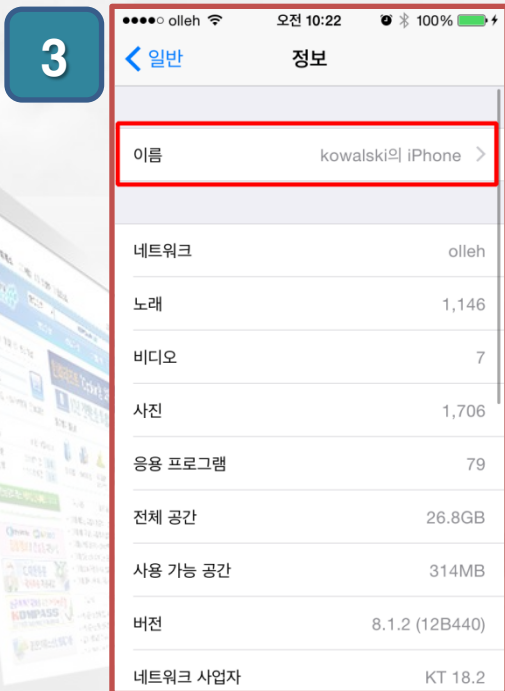 3
olleh 오전 10:22 100%
일반 정보
이름 kowalski의 iPhone
네트워크 olleh
노래 1,146
비디오 7
사진 1,706
응용 프로그램 79
전체 공간 26.8GB
사용 가능 공간 314MB
버전 8.1.2 (12B440)
네트워크 사업자 KT 18.2
KOMPASS